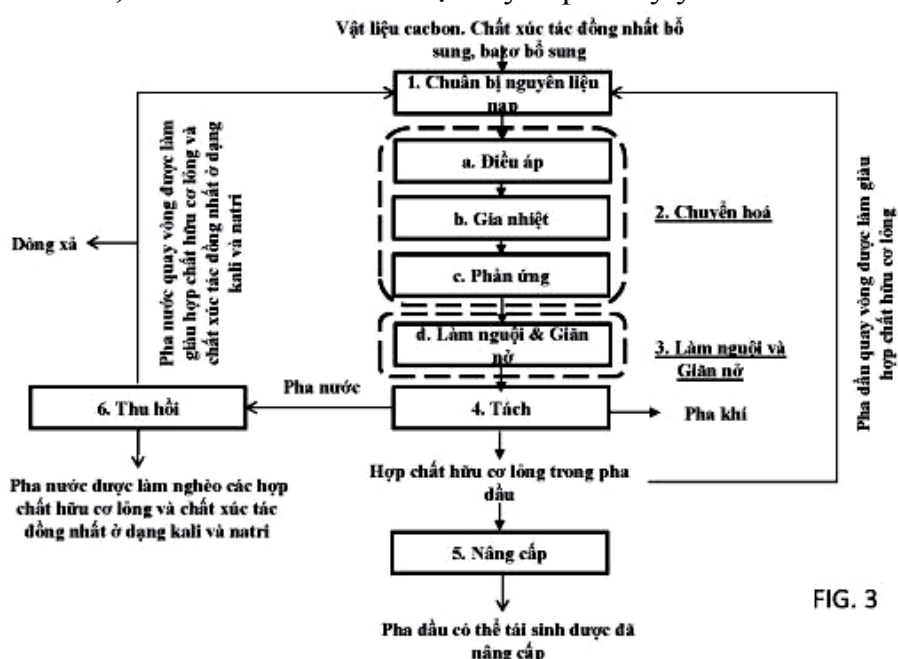 Vật liệu cacbon. Chất xúc tác đồng nhất bổ
sung, bazơ bổ sung
1. Chuẩn bị nguyên liệu
nạp
a. Điều áp
b. Gia nhiệt
c. Phản ứng
2. Chuyển hoá
d. Làm nguội & Giãn
nở
3. Làm nguội và
Giãn nở
4. Tách
Pha khí
Pha nước
6. Thu hồi
Dòng xả
Pha nước quay vòng được làm
giàu hợp chất hữu cơ lỏng và
chất xúc tác đồng nhất ở dạng
kali và natri
Pha dầu quay vòng được làm giàu
hợp chất hữu cơ lỏng
Pha nước được làm nghèo các hợp
chất hữu cơ lỏng và chất xúc tác
đồng nhất ở dạng kali và natri
Hợp chất hữu cơ lỏng trong pha
dầu
5. Nâng cấp
Pha dầu có thể tái sinh được đã
nâng cấp
FIG. 3